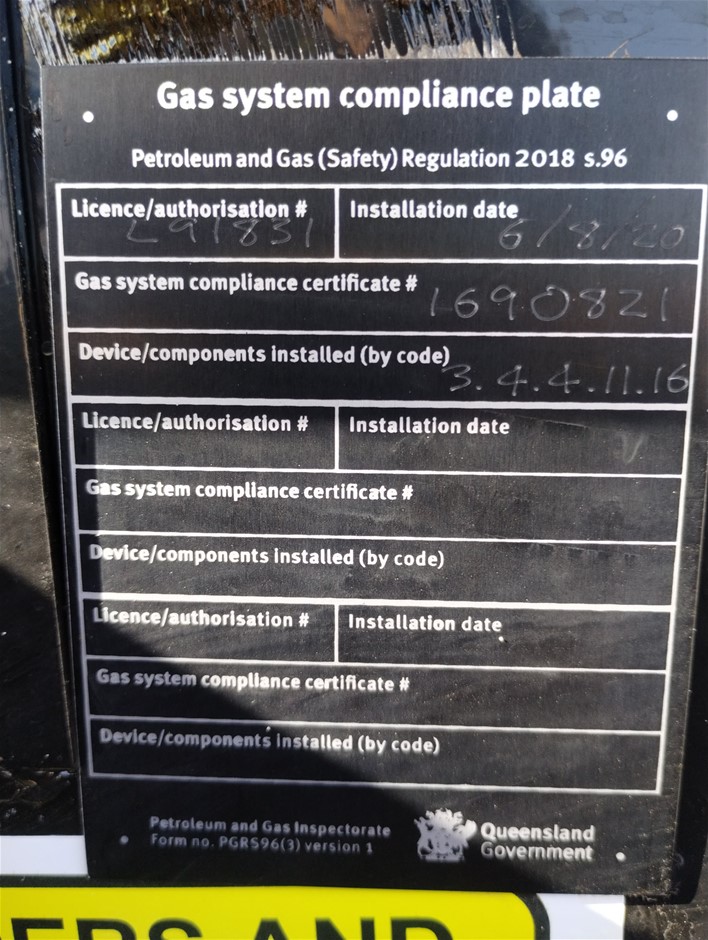 Gas system compliance plate
Petroleum and Gas (Safety) Regulation 2018 s.96
Licence/authorisation # Installation date
L91831 6/8/20
Gas system compliance certificate #
1690821
Device/components installed (by code)
3.4.4.11.16
Licence/authorisation # Installation date
Gas system compliance certificate #
Device/components installed (by code)
Licence/authorisation # Installation date
Gas system compliance certificate #
Device/components installed (by code)
Petroleum and Gas Inspectorate
Form no. PGRS96(3) version 1
Queensland
Government
AND